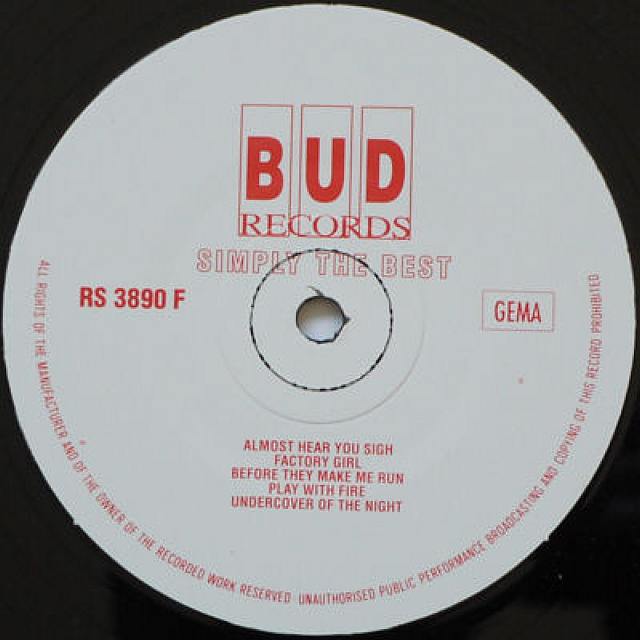 BUD
RECORDS
SIMPLY THE BEST
RS 3890 F
GEMA
ALMOST HEAR YOU SIGH
FACTORY GIRL
BEFORE THEY MAKE ME RUN
PLAY WITH FIRE
UNDERCOVER OF THE NIGHT
ALL RIGHTS OF THE MANUFACTURER AND OF THE OWNER OF THE RECORDED WORK RESERVED UNAUTHORISED PUBLIC PERFORMANCE BROADCASTING AND COPYING OF THIS RECORD PROHIBITED